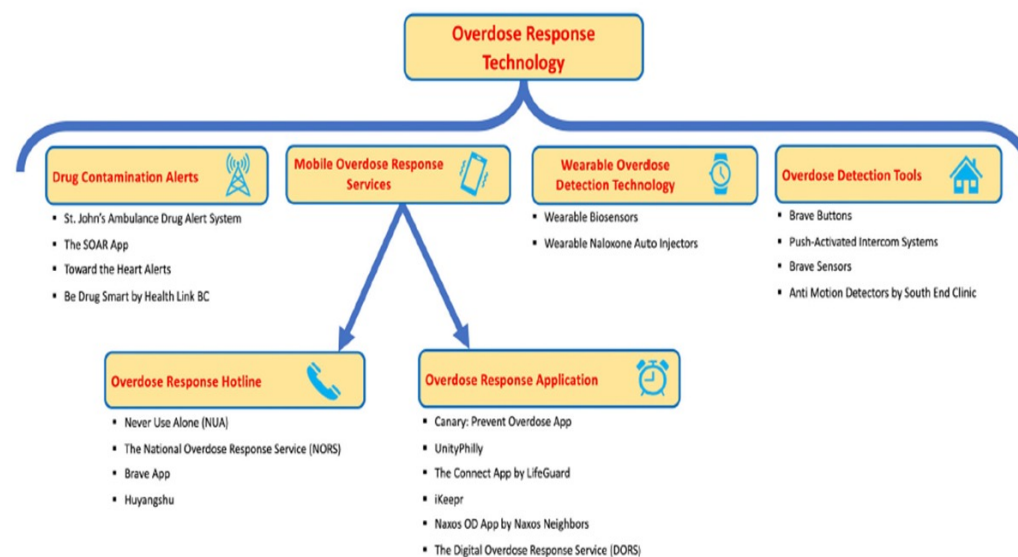 Overdose Response
Technology
Drug Contamination Alerts
▪ St. John's Ambulance Drug Alert System
▪ The SOAR App
▪ Toward the Heart Alerts
▪ Be Drug Smart by Health Link BC
Mobile Overdose Response
Services
Wearable Overdose
Detection Technology
▪ Wearable Biosensors
▪ Wearable Naloxone Auto Injectors
Overdose Detection Tools
▪ Brave Buttons
▪ Push-Activated Intercom Systems
▪ Brave Sensors
▪ Anti Motion Detectors by South End Clinic
Overdose Response Hotline
▪ Never Use Alone (NUA)
▪ The National Overdose Response Service (NORS)
▪ Brave App
▪ Huyangshu
Overdose Response Application
▪ Canary: Prevent Overdose App
▪ UnityPhilly
▪ The Connect App by LifeGuard
▪ iKeepr
▪ Naxos OD App by Naxos Neighbors
▪ The Digital Overdose Response Service (DORS)